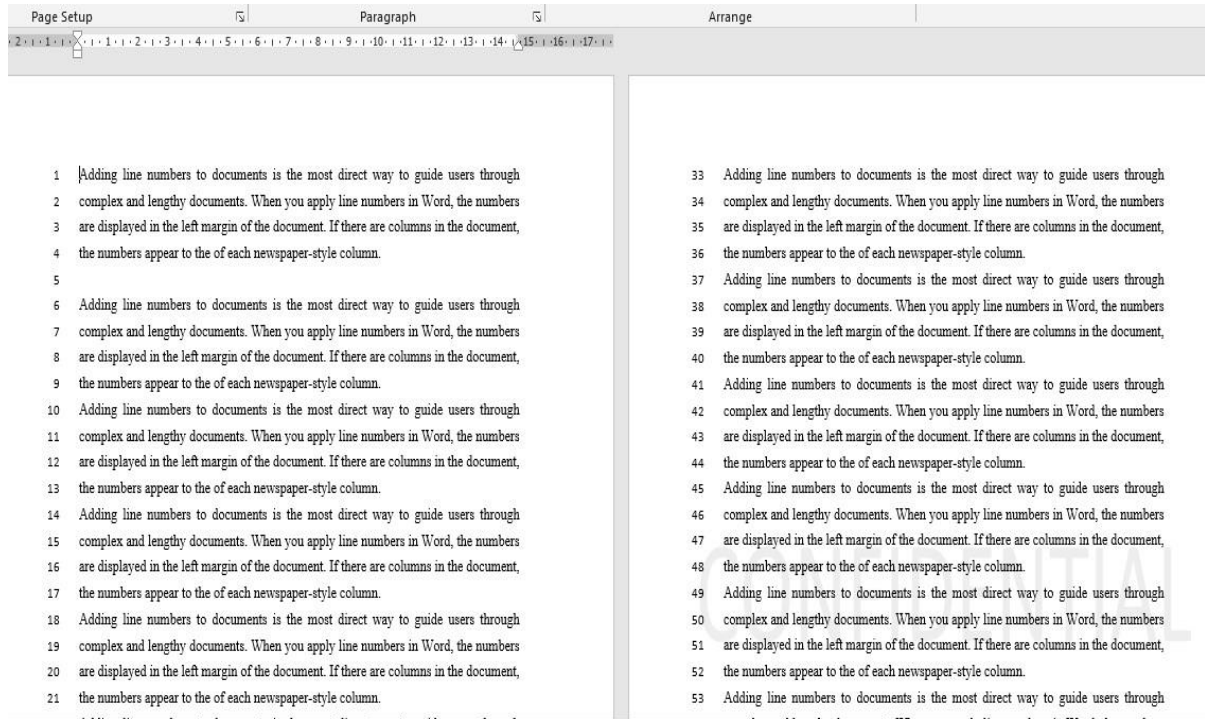 Page Setup Paragraph Arrange
2 1 1 2 3 4 5 6 7 8 9 10 11 12 13 14 15 16 17
1 Adding line numbers to documents is the most direct way to guide users through
2 complex and lengthy documents. When you apply line numbers in Word, the numbers
3 are displayed in the left margin of the document. If there are columns in the document,
4 the numbers appear to the of each newspaper-style column.
5
6 Adding line numbers to documents is the most direct way to guide users through
7 complex and lengthy documents. When you apply line numbers in Word, the numbers
8 are displayed in the left margin of the document. If there are columns in the document,
9 the numbers appear to the of each newspaper-style column.
10 Adding line numbers to documents is the most direct way to guide users through
11 complex and lengthy documents. When you apply line numbers in Word, the numbers
12 are displayed in the left margin of the document. If there are columns in the document,
13 the numbers appear to the of each newspaper-style column.
14 Adding line numbers to documents is the most direct way to guide users through
15 complex and lengthy documents. When you apply line numbers in Word, the numbers
16 are displayed in the left margin of the document. If there are columns in the document,
17 the numbers appear to the of each newspaper-style column.
18 Adding line numbers to documents is the most direct way to guide users through
19 complex and lengthy documents. When you apply line numbers in Word, the numbers
20 are displayed in the left margin of the document. If there are columns in the document,
21 the numbers appear to the of each newspaper-style column.
33 Adding line numbers to documents is the most direct way to guide users through
34 complex and lengthy documents. When you apply line numbers in Word, the numbers
35 are displayed in the left margin of the document. If there are columns in the document,
36 the numbers appear to the of each newspaper-style column.
37 Adding line numbers to documents is the most direct way to guide users through
38 complex and lengthy documents. When you apply line numbers in Word, the numbers
39 are displayed in the left margin of the document. If there are columns in the document,
40 the numbers appear to the of each newspaper-style column.
41 Adding line numbers to documents is the most direct way to guide users through
42 complex and lengthy documents. When you apply line numbers in Word, the numbers
43 are displayed in the left margin of the document. If there are columns in the document,
44 the numbers appear to the of each newspaper-style column.
45 Adding line numbers to documents is the most direct way to guide users through
46 complex and lengthy documents. When you apply line numbers in Word, the numbers
47 are displayed in the left margin of the document. If there are columns in the document,
48 the numbers appear to the of each newspaper-style column.
49 Adding line numbers to documents is the most direct way to guide users through
50 complex and lengthy documents. When you apply line numbers in Word, the numbers
51 are displayed in the left margin of the document. If there are columns in the document,
52 the numbers appear to the of each newspaper-style column.
53 Adding line numbers to documents is the most direct way to guide users through
CONFIDENTIAL